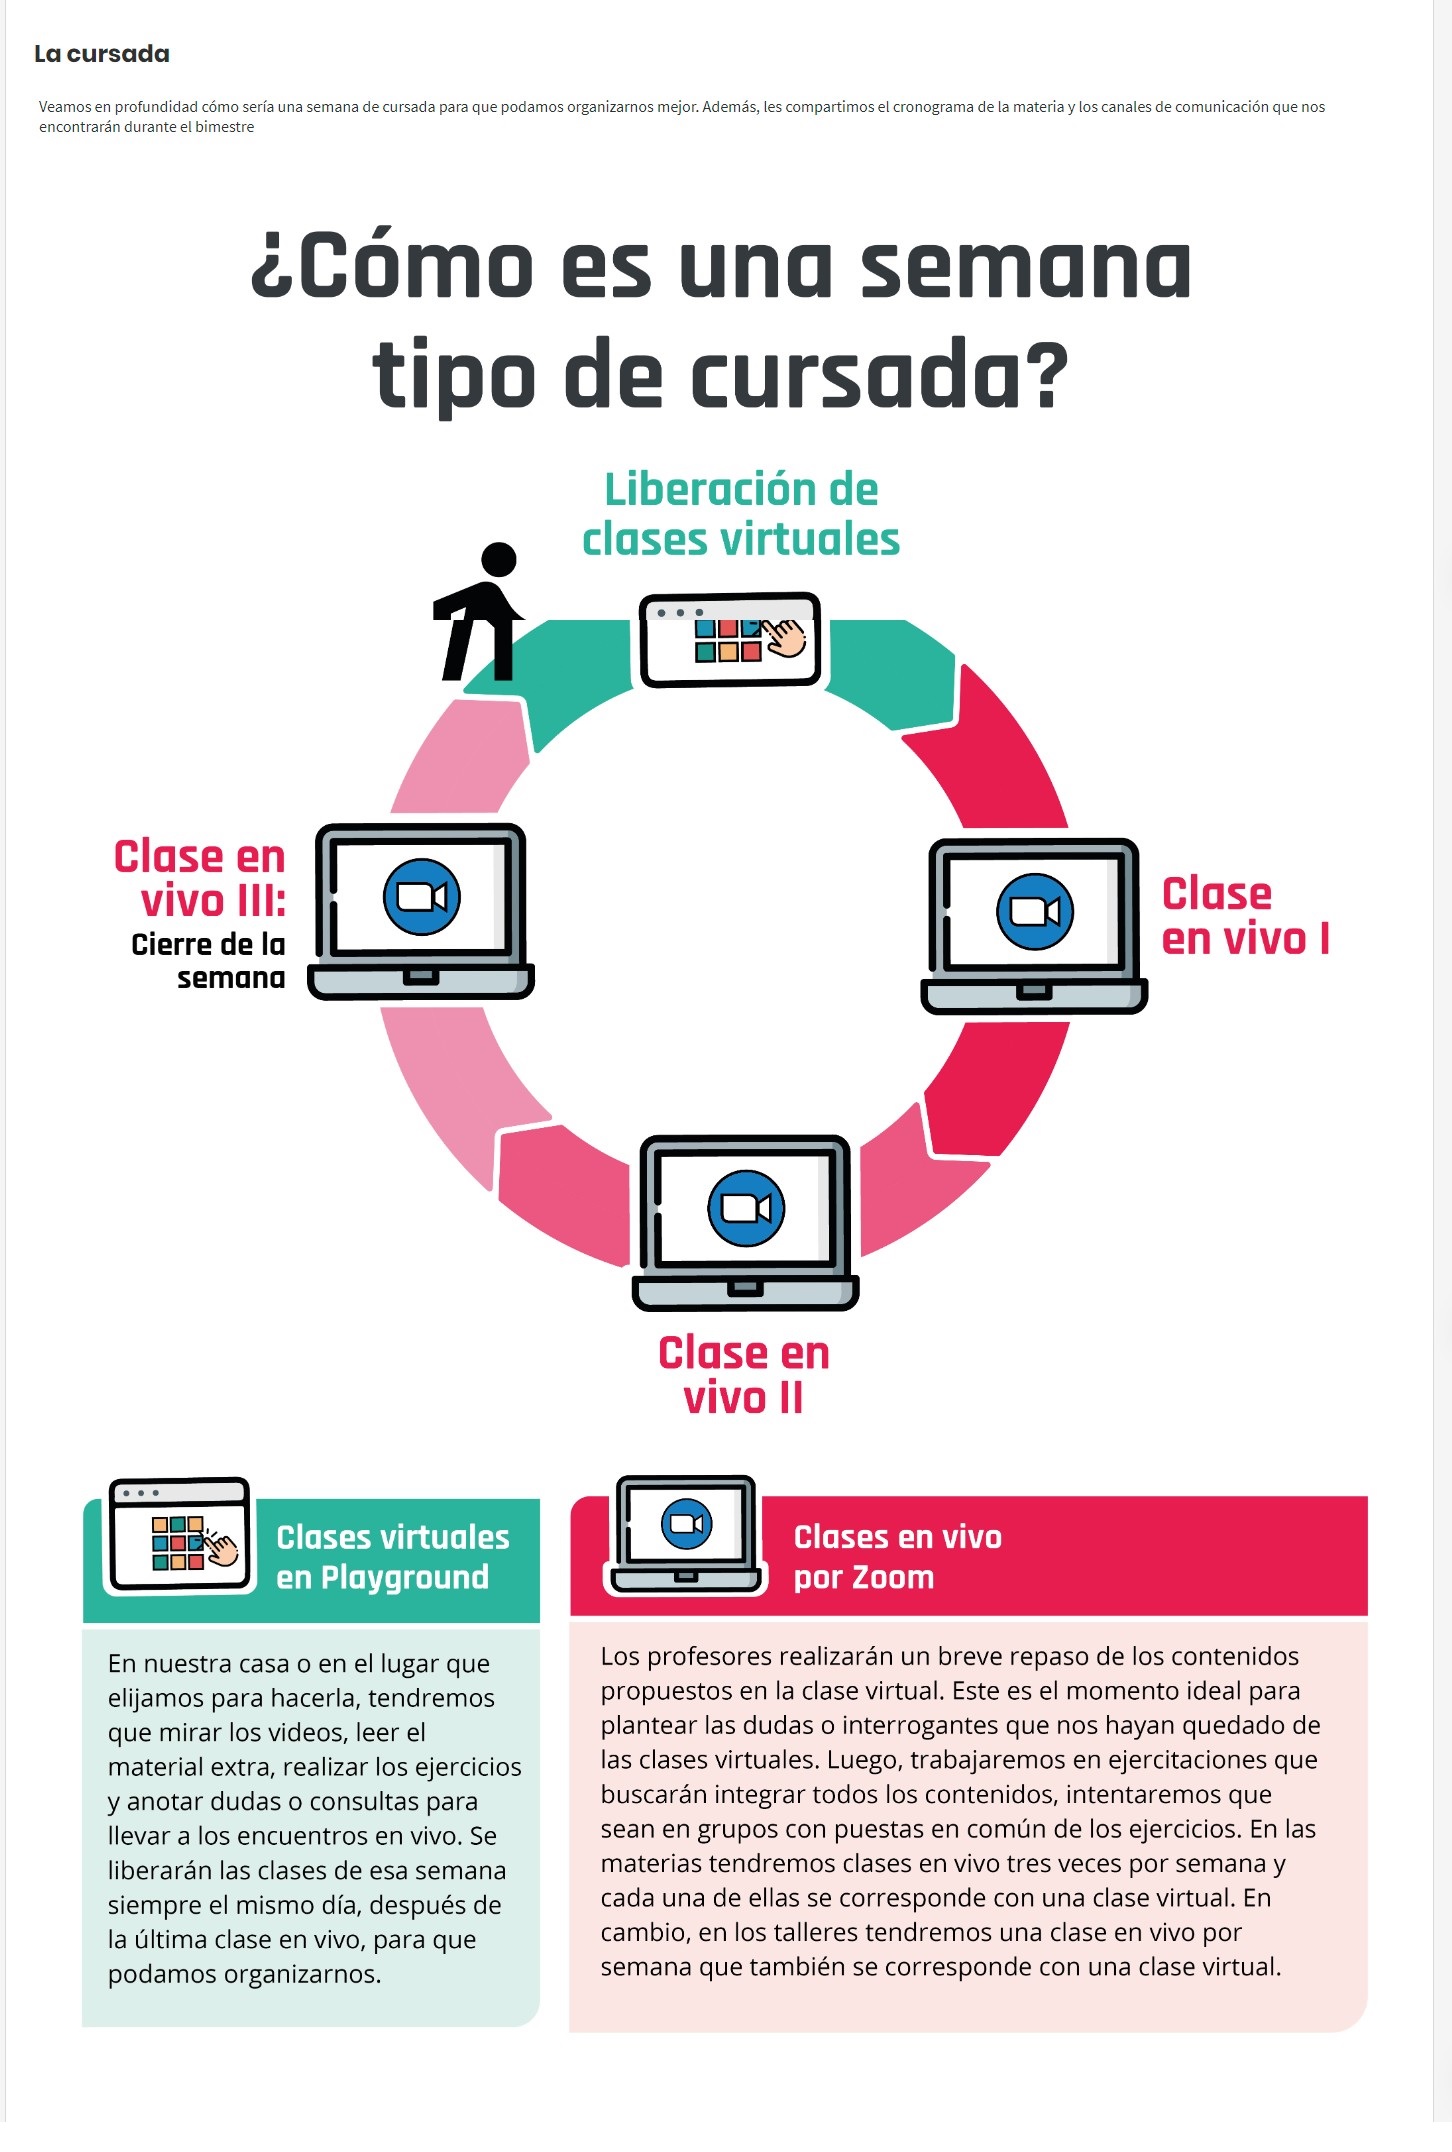 La cursada
Veamos en profundidad cómo sería una semana de cursada para que podamos organizarnos mejor. Además, les compartimos el cronograma de la materia y los canales de comunicación que nos
encontrarán durante el bimestre
¿Cómo es una semana
tipo de cursada?
Liberación de
clases virtuales
Clase en
vivo III:
Cierre de la
semana
Clase
en vivo I
Clase en
vivo II
Clases virtuales
en Playground
En nuestra casa o en el lugar que
elijamos para hacerla, tendremos
que mirar los videos, leer el
material extra, realizar los ejercicios
y anotar dudas o consultas para
llevar a los encuentros en vivo. Se
liberarán las clases de esa semana
siempre el mismo día, después de
la última clase en vivo, para que
podamos organizarnos.
Clases en vivo
por Zoom
Los profesores realizarán un breve repaso de los contenidos
propuestos en la clase virtual. Este es el momento ideal para
plantear las dudas o interrogantes que nos hayan quedado de
las clases virtuales. Luego, trabajaremos en ejercitaciones que
buscarán integrar todos los contenidos, intentaremos que
sean en grupos con puestas en común de los ejercicios. En las
materias tendremos clases en vivo tres veces por semana y
cada una de ellas se corresponde con una clase virtual. En
cambio, en los talleres tendremos una clase en vivo por
semana que también se corresponde con una clase virtual.